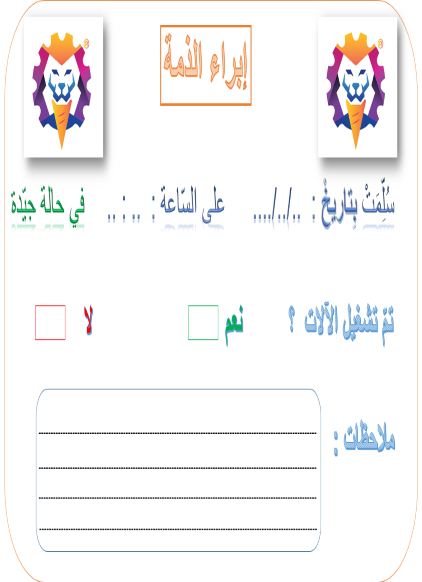 إبراء الذمة
سُلِّمَتْ بِتاريخْ : ../../.... على السّاعة : .. : .. في حالة جيّدة
تمّ تشغيل الآلات ؟ نعم لا
ملاحظات :